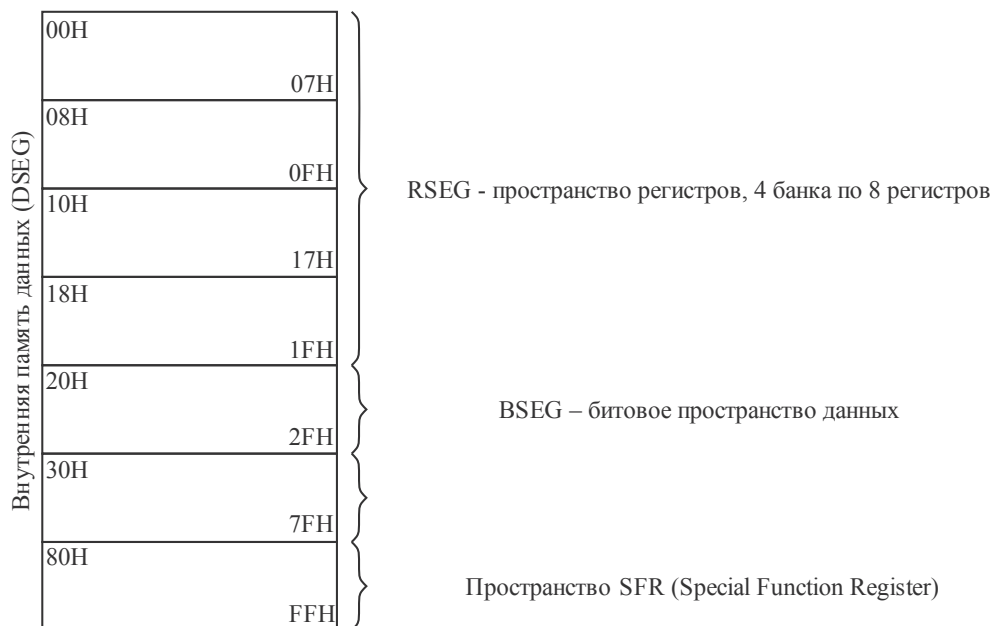 Внутренняя память данных (DSEG)
00H
07H
08H
0FH
10H
17H
18H
1FH
20H
2FH
30H
7FH
80H
FFH
RSEG - пространство регистров, 4 банка по 8 регистров
BSEG – битовое пространство данных
Пространство SFR (Special Function Register)